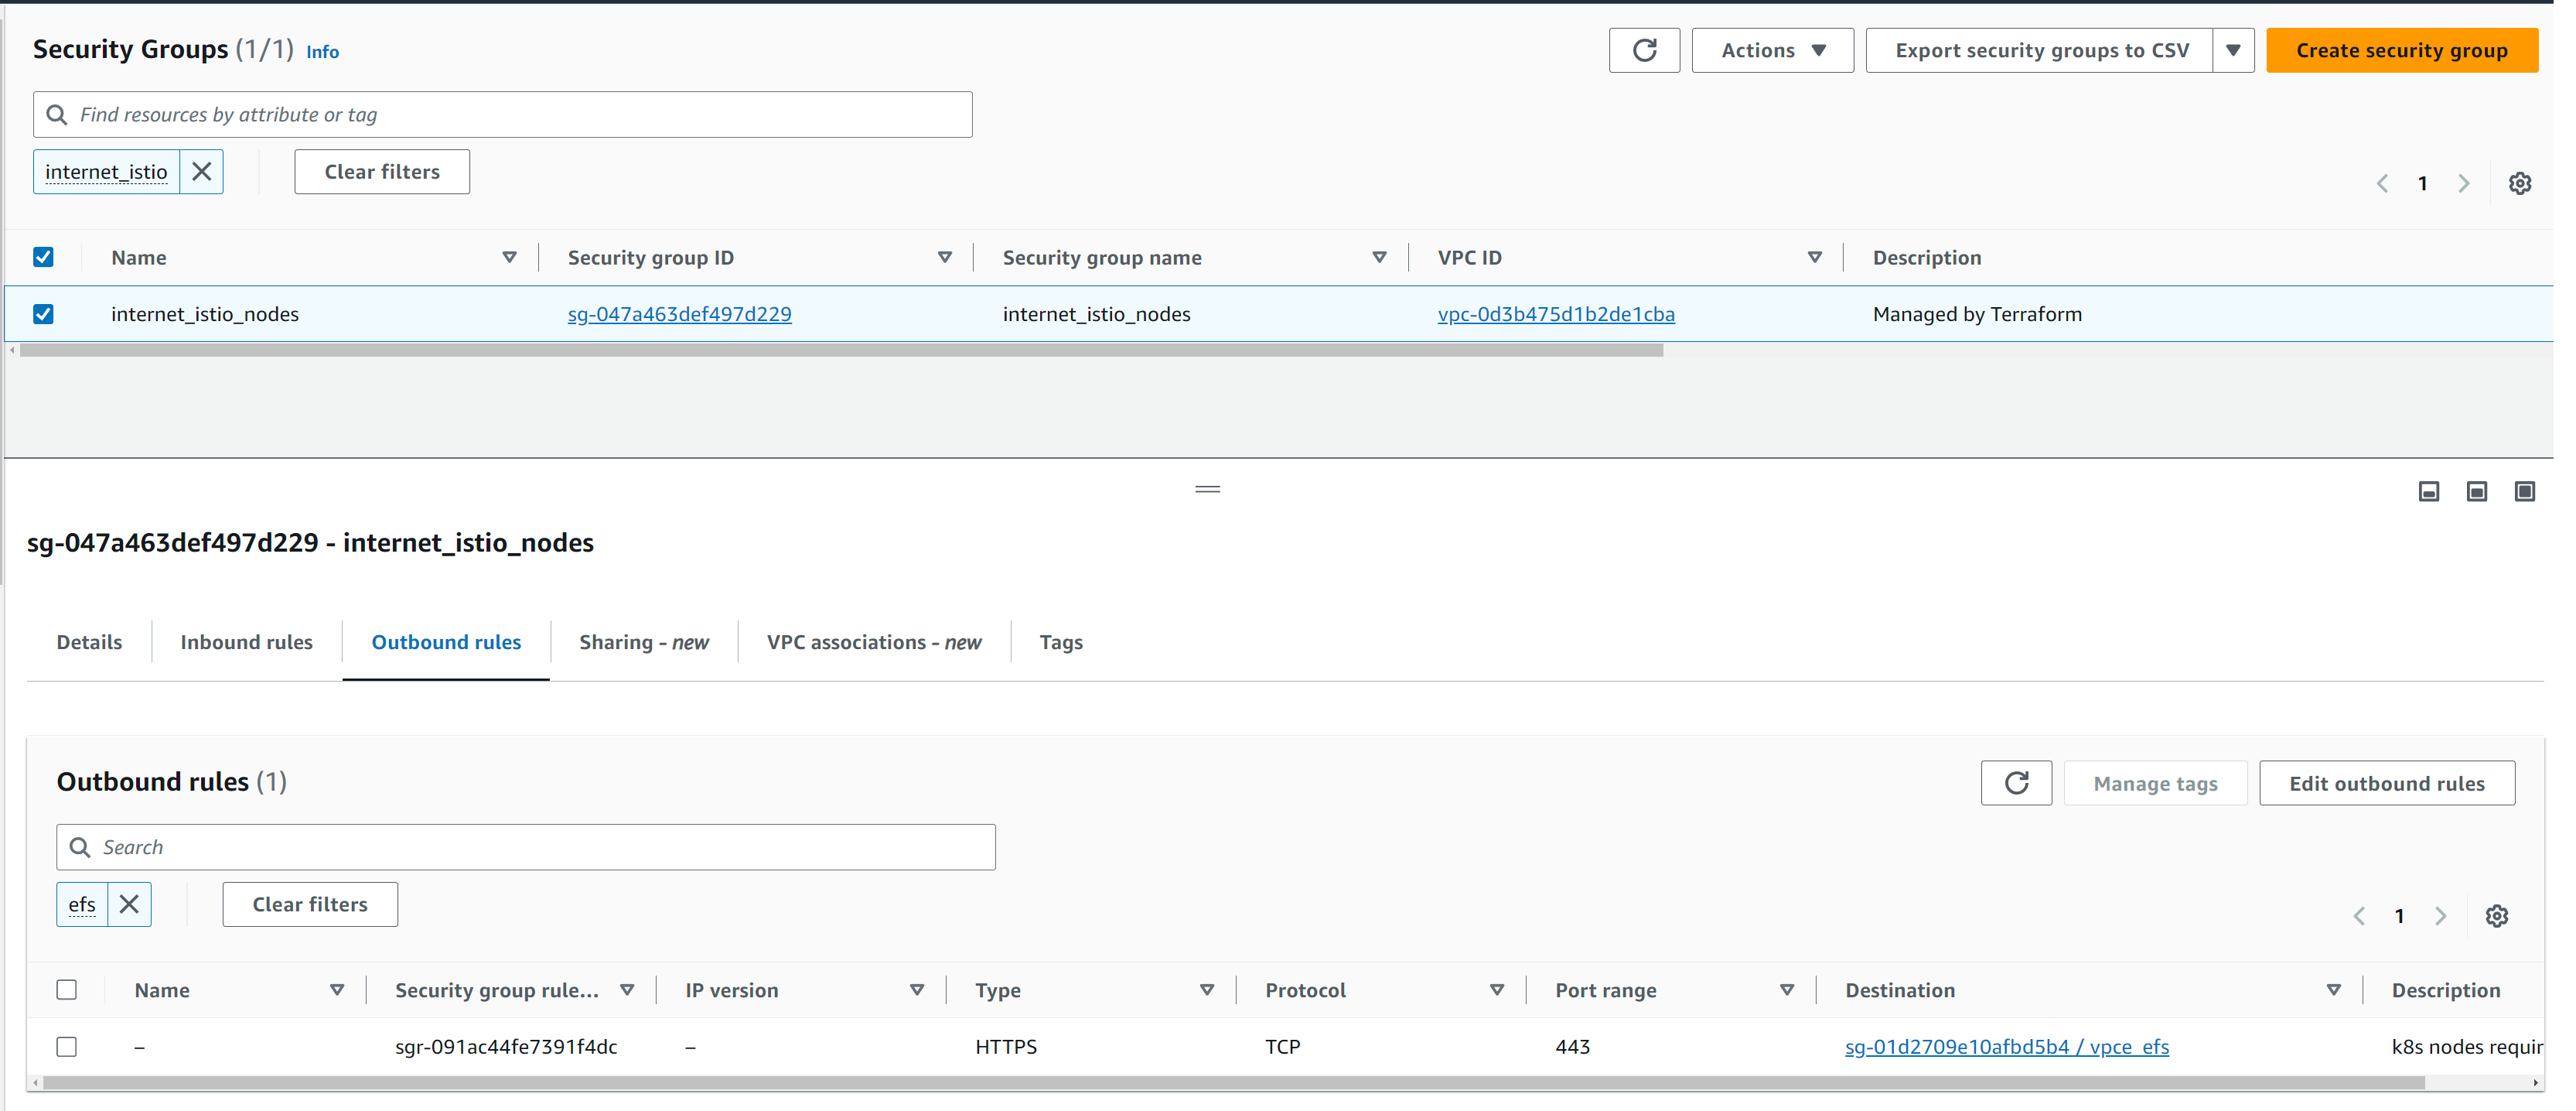 Security Groups (1/1) Info
Actions
Export security groups to CSV
Create security group
Find resources by attribute or tag
internet_istio
Clear filters
1
Name Security group ID Security group name VPC ID Description
internet_istio_nodes sg-047a463def497d229 internet_istio_nodes vpc-0d3b475d1b2de1cba Managed by Terraform
sg-047a463def497d229 - internet_istio_nodes
Details Inbound rules Outbound rules Sharing - new VPC associations - new Tags
Outbound rules (1)
Manage tags
Edit outbound rules
Search
efs
Clear filters
1
Name Security group rule... IP version Type Protocol Port range Destination Description
– sgr-091ac44fe7391f4dc – HTTPS TCP 443 sg-01d2709e10afbd5b4 / vpce_efs k8s nodes requir